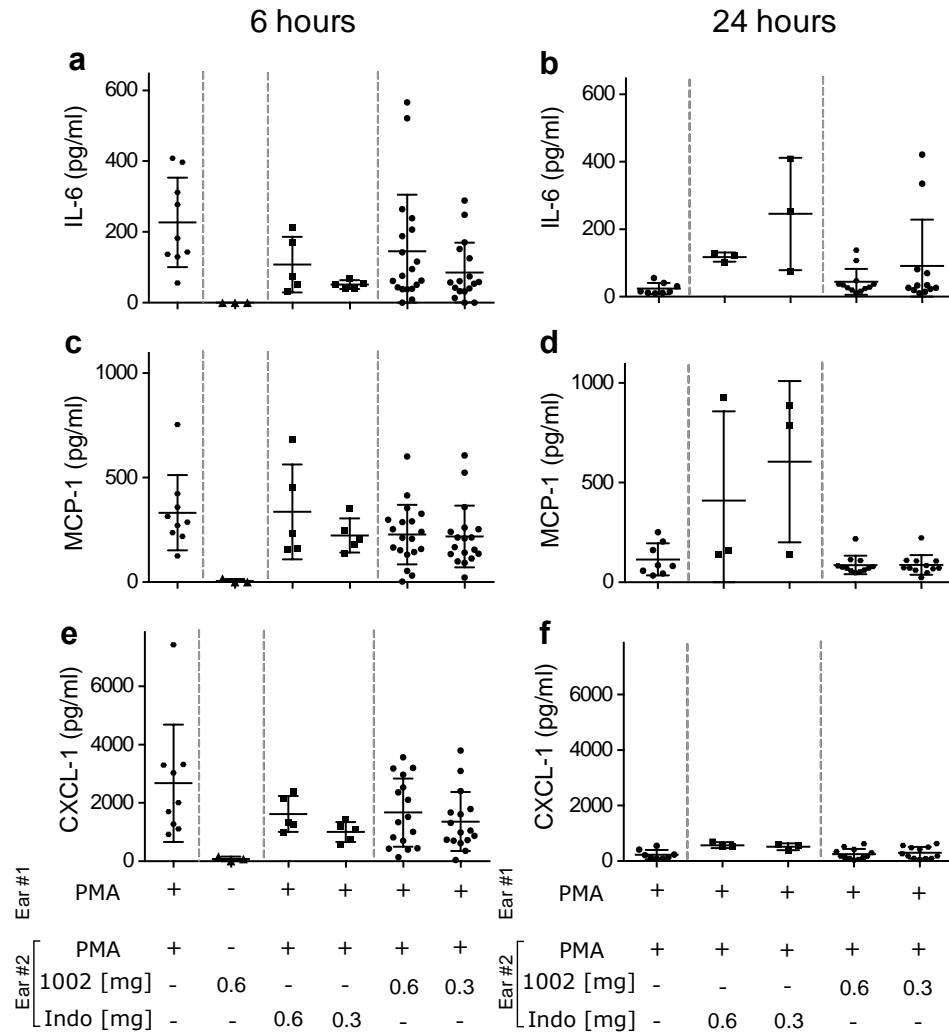 6 hours
24 hours
a
IL-6 (pg/ml)
600
400
200
0
b
IL-6 (pg/ml)
600
400
200
0
c
MCP-1 (pg/ml)
1000
500
0
d
MCP-1 (pg/ml)
1000
500
0
e
CXCL-1 (pg/ml)
6000
4000
2000
0
f
CXCL-1 (pg/ml)
6000
4000
2000
0
Ear #1
PMA + - + + + +
Ear #2
PMA + - + + + +
1002 [mg] - 0.6 - - 0.6 0.3
Indo [mg] - - 0.6 0.3 - -
Ear #1
PMA + + + + +
Ear #2
PMA + + + + +
1002 [mg] - - - 0.6 0.3
Indo [mg] - 0.6 0.3 - -